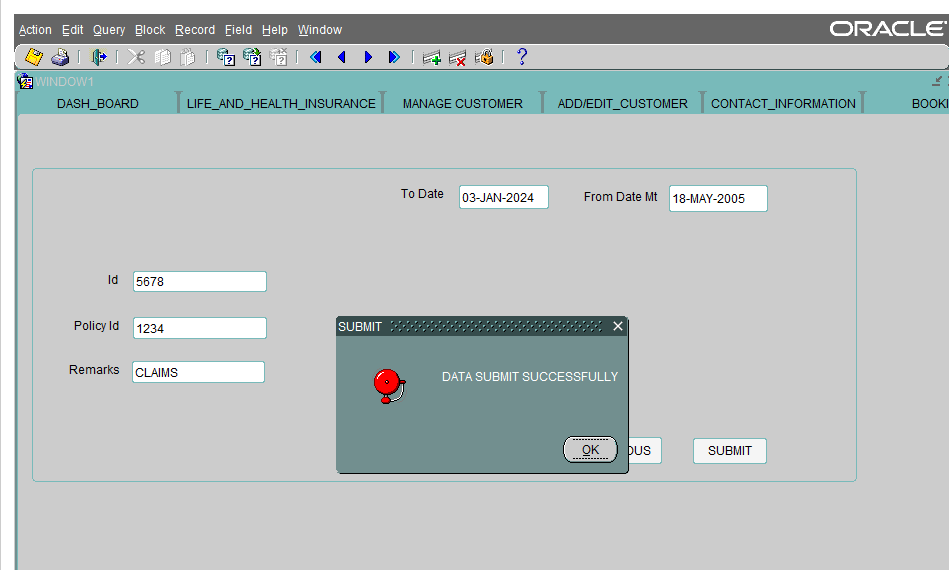 Action Edit Query Block Record Field Help Window
ORACLE
WINDOW1
DASH_BOARD LIFE_AND_HEALTH_INSURANCE MANAGE CUSTOMER ADD/EDIT_CUSTOMER CONTACT_INFORMATION BOOKI
To Date 03-JAN-2024 From Date Mt 18-MAY-2005
Id 5678
Policy Id 1234
Remarks CLAIMS
SUBMIT
DATA SUBMIT SUCCESSFULLY
OK
OUS
SUBMIT